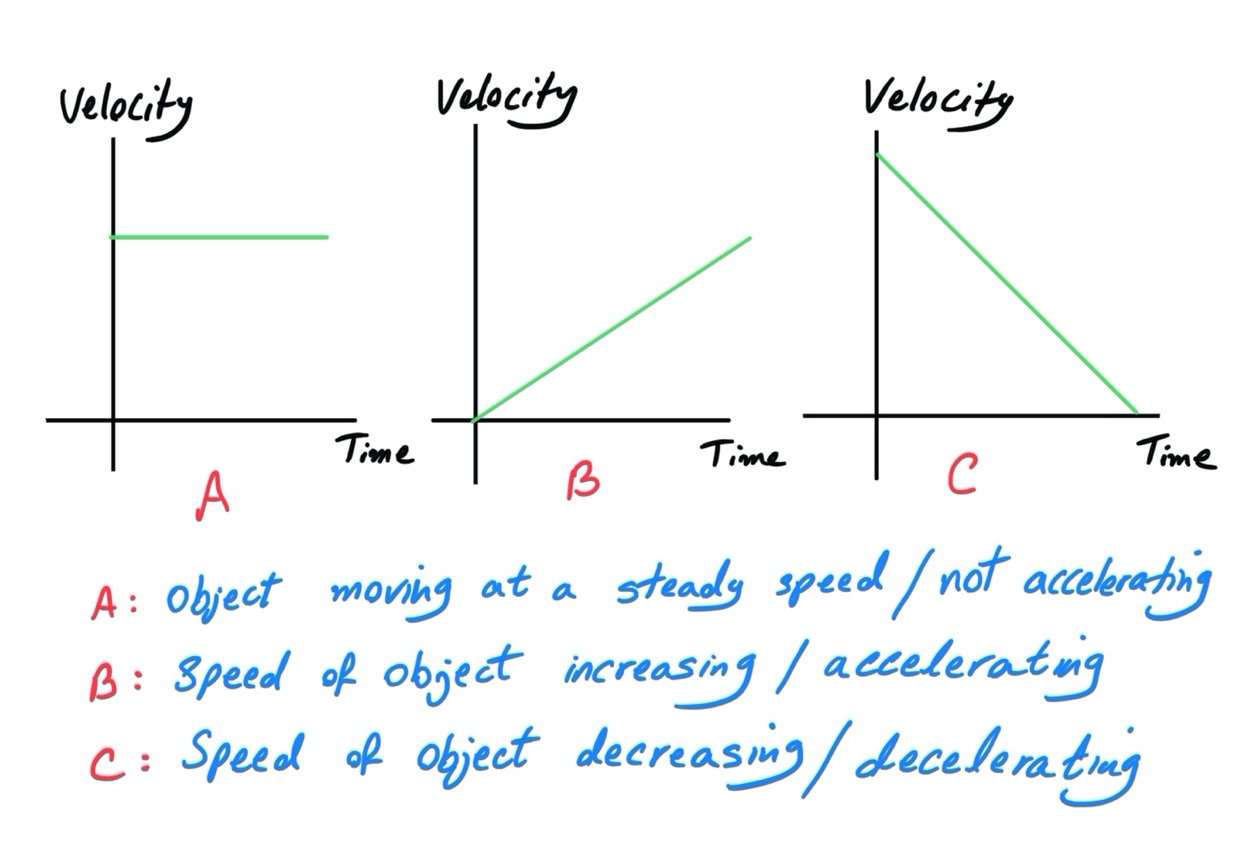 Velocity
Velocity
Velocity
Time
Time
Time
A
B
C
A: Object moving at a steady speed / not accelerating
B: Speed of object increasing / accelerating
C: Speed of object decreasing / decelerating